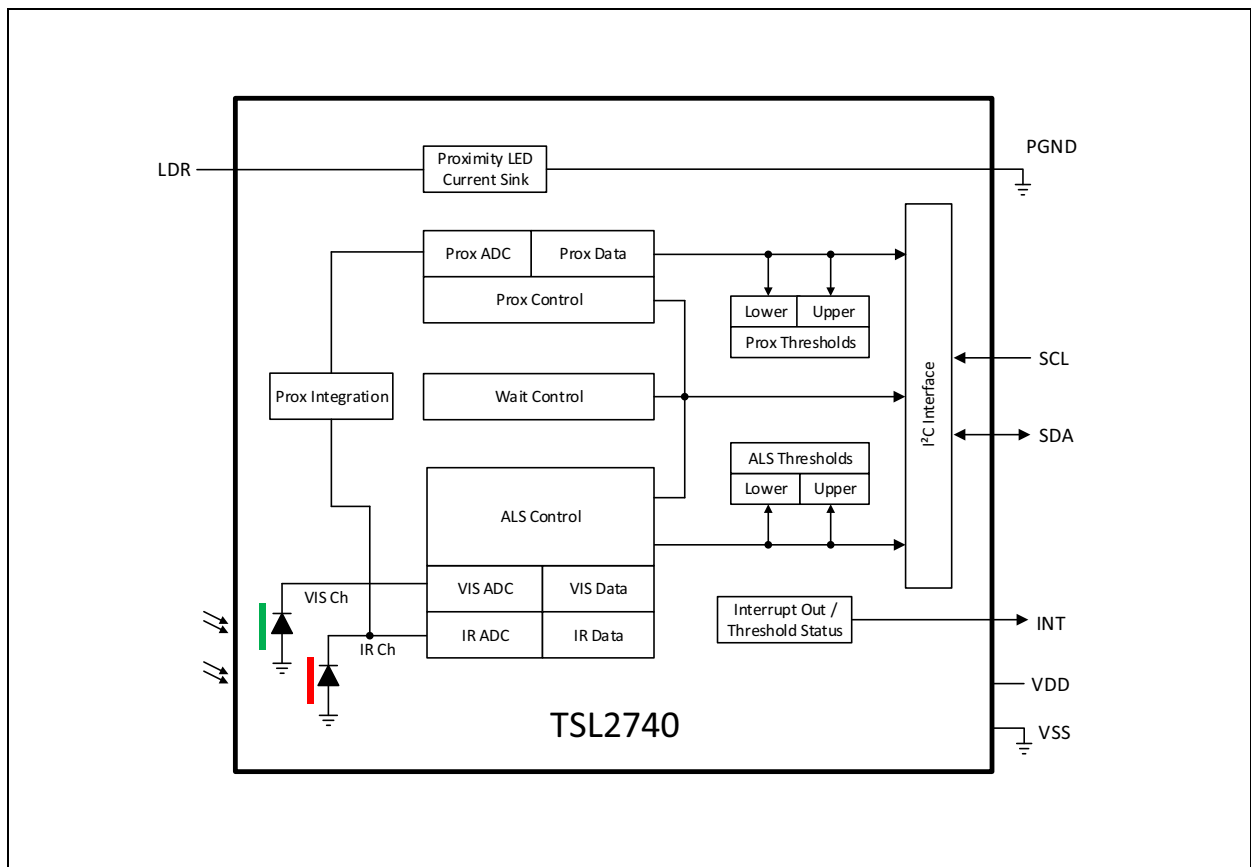 PGND
LDR
Proximity LED
Current Sink
Prox ADC
Prox Data
Prox Control
Lower
Upper
Prox Thresholds
SCL
Prox Integration
Wait Control
I²C Interface
SDA
ALS Thresholds
Lower
Upper
ALS Control
VIS Ch
VIS ADC
VIS Data
Interrupt Out /
Threshold Status
INT
IR Ch
IR ADC
IR Data
VDD
TSL2740
VSS